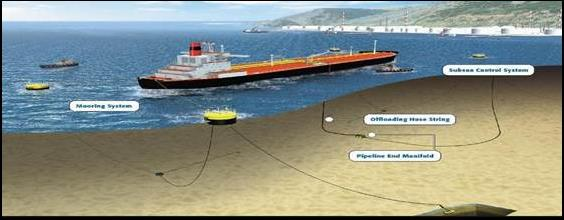 Subsea Control System
Mooring System
Offloading Hose String
Pipeline End Manifold